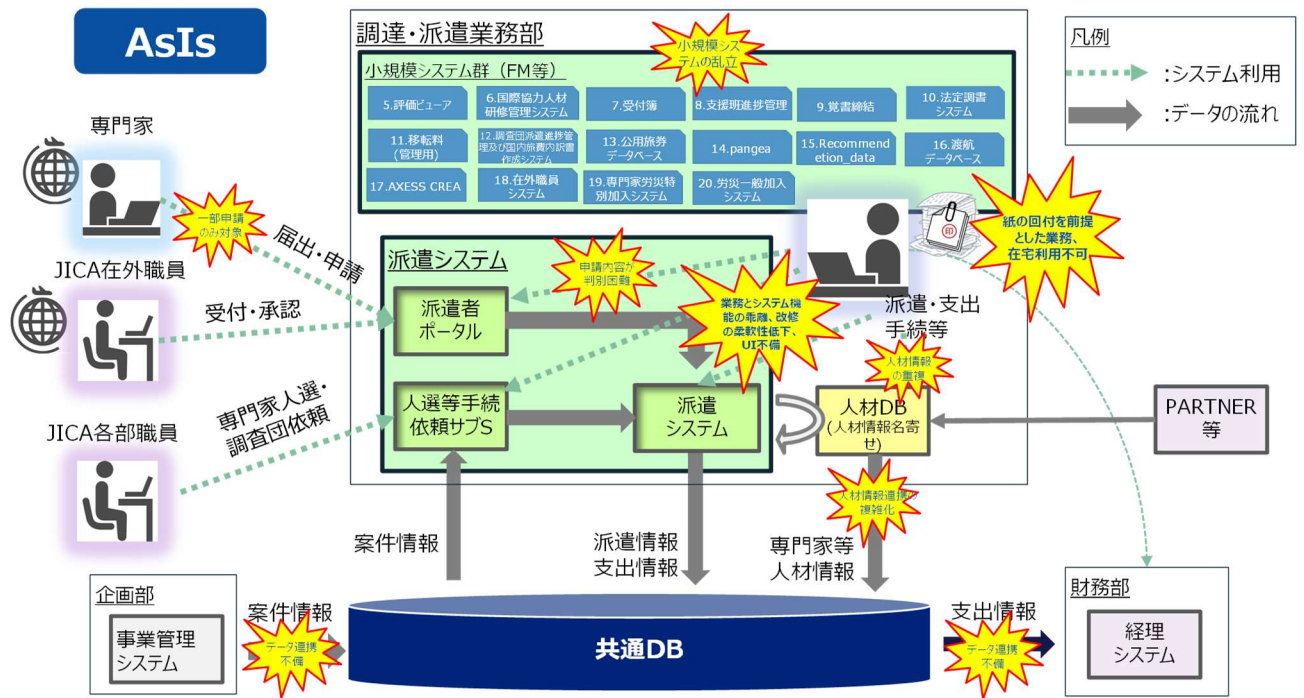 AsIs
調達・派遣業務部
小規模システム群（FM等）
小規模シス
テムの乱立
5.評価ビューア
6.国際協力人材
研修管理システム
7.受付簿
8.支援班進捗管理
9.覚書締結
10.法定調書
システム
11.移転料
(管理用)
12.調査団派遣進捗管
理及び国内旅費内訳書
作成システム
13.公用旅券
データベース
14.pangea
15.Recommend
etion_data
16.渡航
データベース
17.AXESS CREA
18.在外職員
システム
19.専門家労災特
別加入システム
20.労災一般加入
システム
凡例
:システム利用
:データの流れ
専門家
一部申請
のみ対象
届出・申請
JICA在外職員
受付・承認
JICA各部職員
専門家人選・
調査団依頼
派遣システム
派遣者
ポータル
申請内容が
判別困難
業務とシステム機
能の乖離、改修
の柔軟性低下、
UI不備
印
紙の回付を前提
とした業務、
在宅利用不可
派遣・支出
手続等
人材情報
の重複
人選等手続
依頼サブS
派遣
システム
人材DB
(人材情報名寄
せ)
PARTNER
等
人材情報連携の
複雑化
案件情報
派遣情報
支出情報
専門家等
人材情報
企画部
事業管理
システム
案件情報
データ連携
不備
共通DB
支出情報
データ連携
不備
財務部
経理
システム